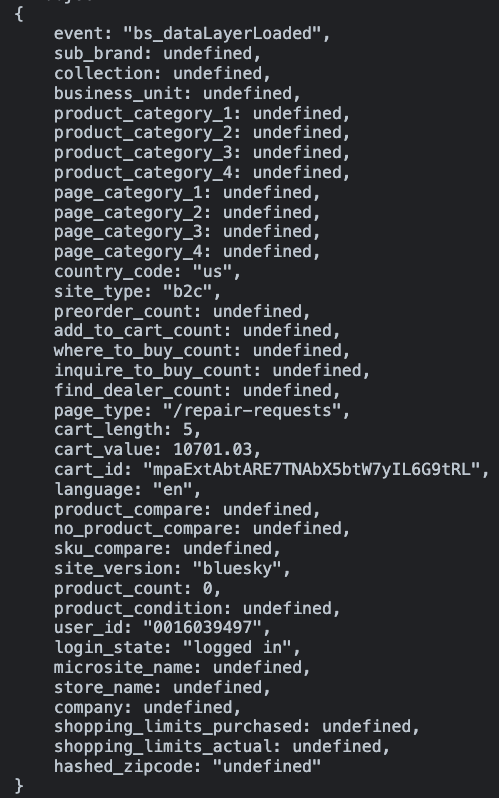 {
event: "bs_dataLayerLoaded",
sub_brand: undefined,
collection: undefined,
business_unit: undefined,
product_category_1: undefined,
product_category_2: undefined,
product_category_3: undefined,
product_category_4: undefined,
page_category_1: undefined,
page_category_2: undefined,
page_category_3: undefined,
page_category_4: undefined,
country_code: "us",
site_type: "b2c",
preorder_count: undefined,
add_to_cart_count: undefined,
where_to_buy_count: undefined,
inquire_to_buy_count: undefined,
find_dealer_count: undefined,
page_type: "/repair-requests",
cart_length: 5,
cart_value: 10701.03,
cart_id: "mpaExtAbtARE7TNAbX5btW7yIL6G9tRL",
language: "en",
product_compare: undefined,
no_product_compare: undefined,
sku_compare: undefined,
site_version: "bluesky",
product_count: 0,
product_condition: undefined,
user_id: "0016039497",
login_state: "logged in",
microsite_name: undefined,
store_name: undefined,
company: undefined,
shopping_limits_purchased: undefined,
shopping_limits_actual: undefined,
hashed_zipcode: "undefined"
}